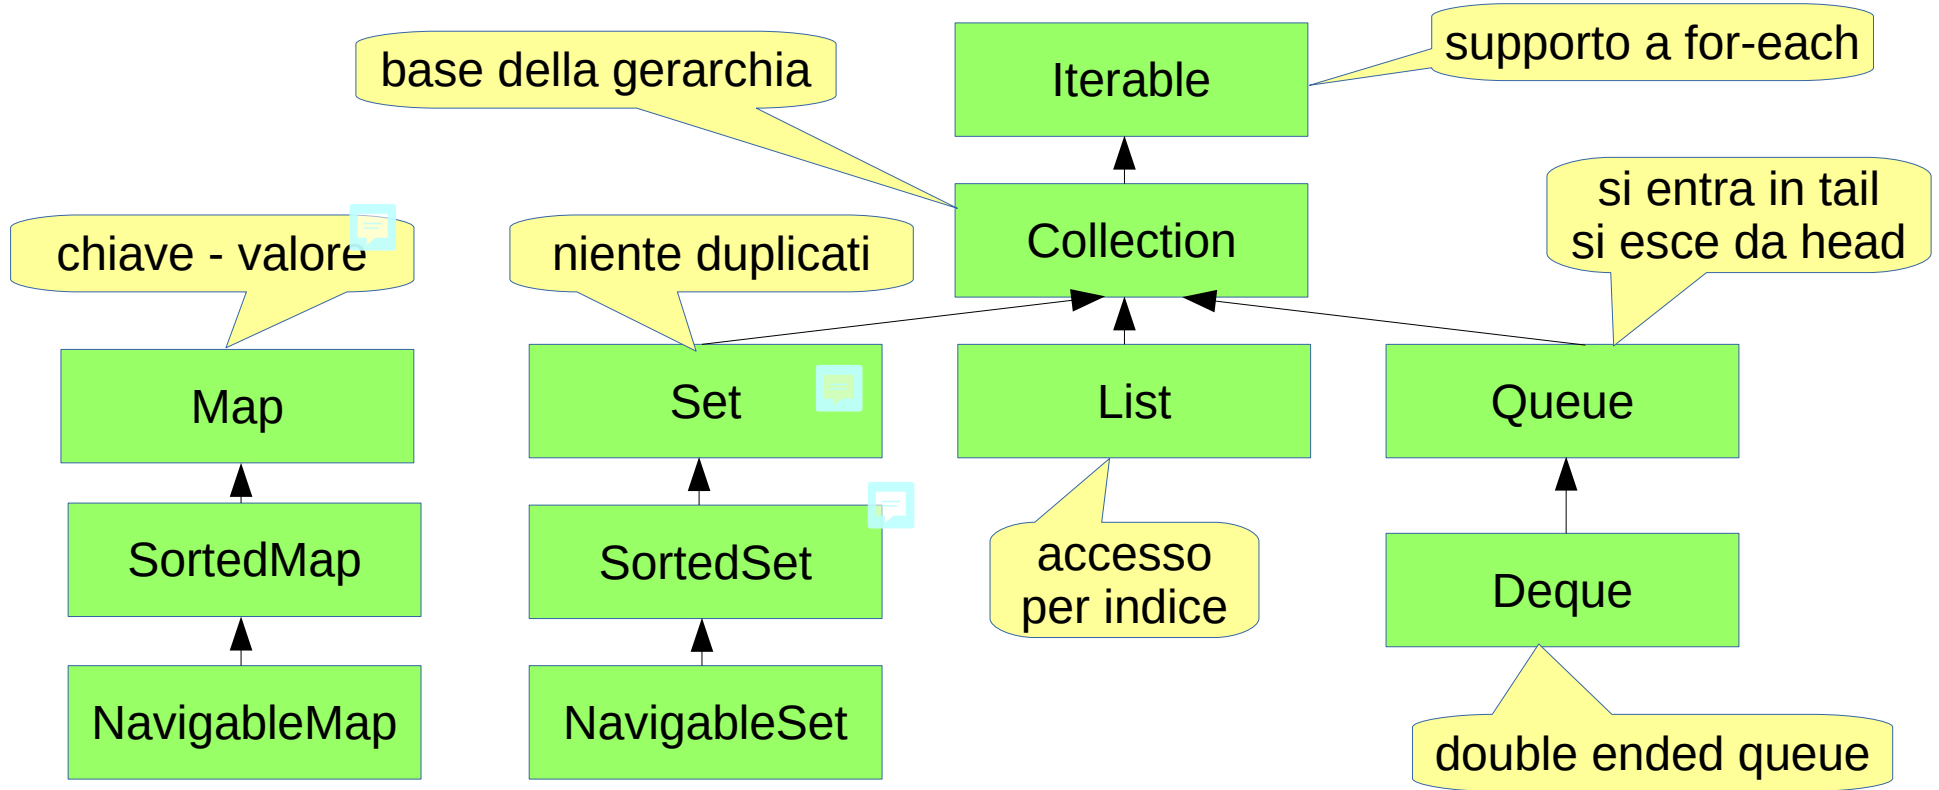 supporto a for-each
base della gerarchia
Iterable
si entra in tail
si esce da head
chiave - valore
niente duplicati
Collection
Map
Set
List
Queue
SortedMap
SortedSet
accesso
per indice
Deque
NavigableMap
NavigableSet
double ended queue